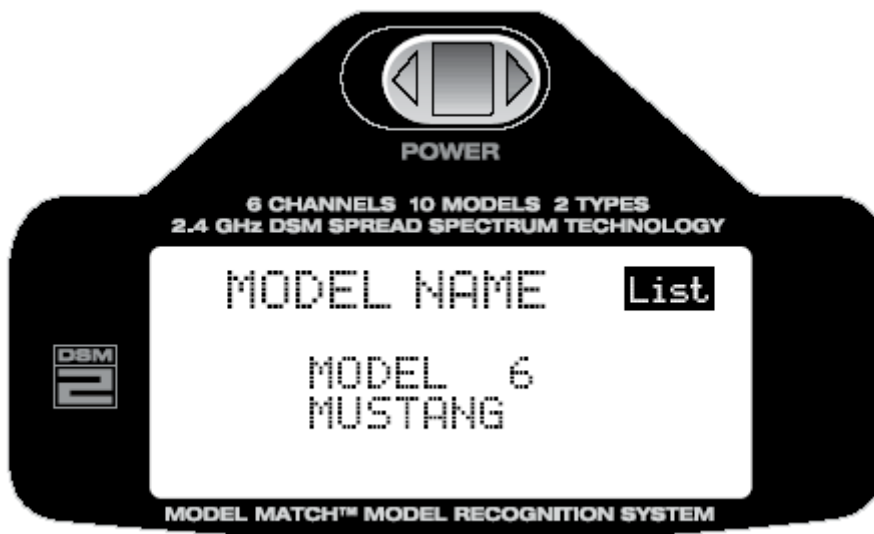 POWER
6 CHANNELS 10 MODELS 2 TYPES
2.4 GHz DSM SPREAD SPECTRUM TECHNOLOGY
MODEL NAME List
DSM
2
MODEL 6
MUSTANG
MODEL MATCH™ MODEL RECOGNITION SYSTEM